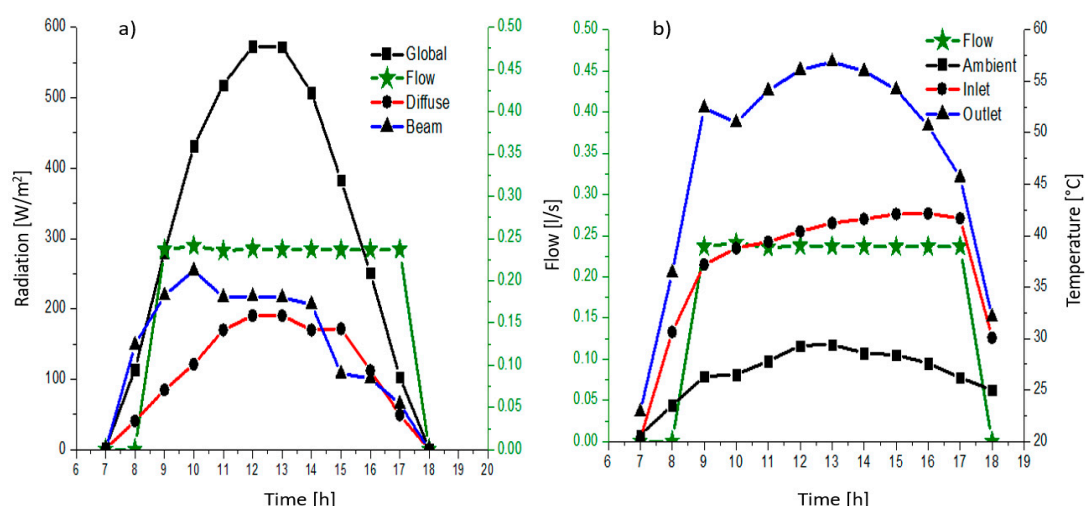 a)
600
500
400
300
200
100
0
Radiation [W/m²]
Global
Flow
Diffuse
Beam
0.50
0.45
0.40
0.35
0.30
0.25
0.20
0.15
0.10
0.05
0.00
6 7 8 9 10 11 12 13 14 15 16 17 18 19 20
Time [h]
b)
0.50
0.45
0.40
0.35
0.30
0.25
0.20
0.15
0.10
0.05
0.00
Flow [l/s]
Flow
Ambient
Inlet
Outlet
60
55
50
45
40
35
30
25
20
Temperature [°C]
6 7 8 9 10 11 12 13 14 15 16 17 18 19
Time [h]